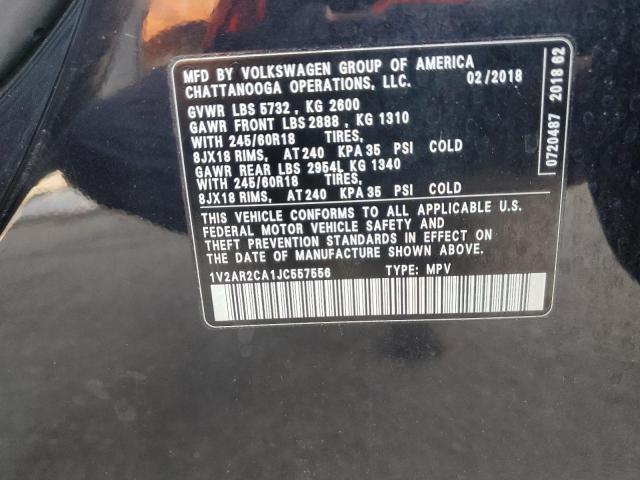 MFD BY VOLKSWAGEN GROUP OF AMERICA
CHATTANOOGA OPERATIONS, LLC. 02/2018
GVWR LBS 5732 , KG 2600
GAWR FRONT LBS 2888 , KG 1310
WITH 245/60R18 TIRES,
8JX18 RIMS, AT 240 KPA 35 PSI COLD
GAWR REAR LBS 2954L KG 1340
WITH 245/60R18 TIRES,
8JX18 RIMS, AT 240 KPA 35 PSI COLD
THIS VEHICLE CONFORMS TO ALL APPLICABLE U.S.
FEDERAL MOTOR VEHICLE SAFETY AND
THEFT PREVENTION STANDARDS IN EFFECT ON
THE DATE OF MANUFACTURE SHOWN ABOVE.
1V2AR2CA1JC557556 TYPE: MPV
0720487 2018 62